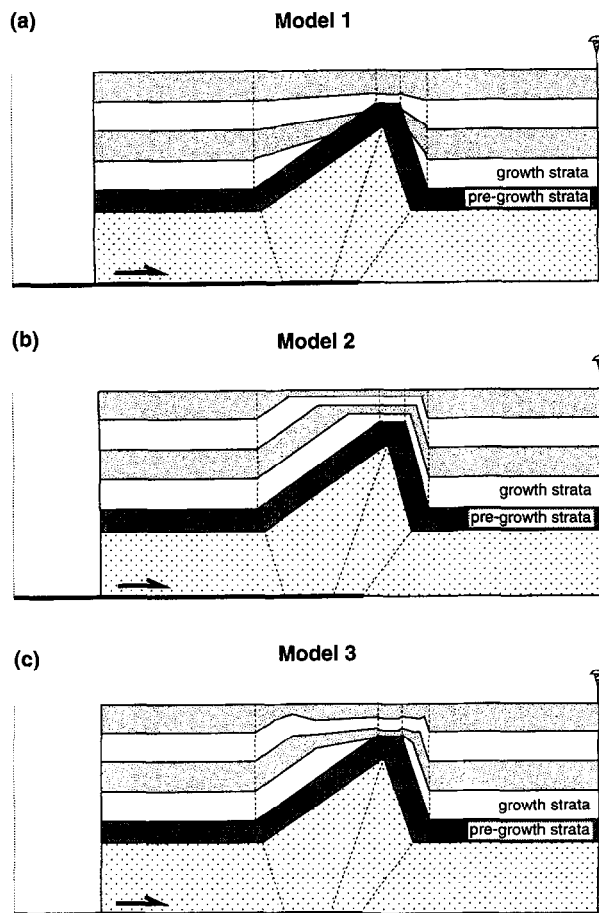 (a)
Model 1
growth strata
pre-growth strata
(b)
Model 2
growth strata
pre-growth strata
(c)
Model 3
growth strata
pre-growth strata